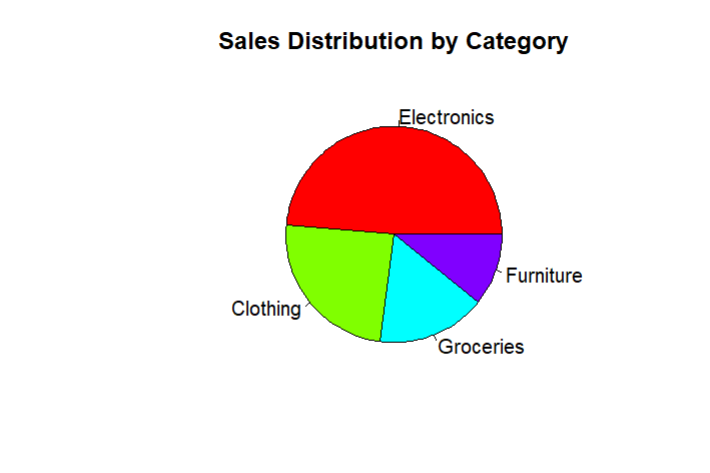 Sales Distribution by Category
Electronics
Furniture
Clothing
Groceries